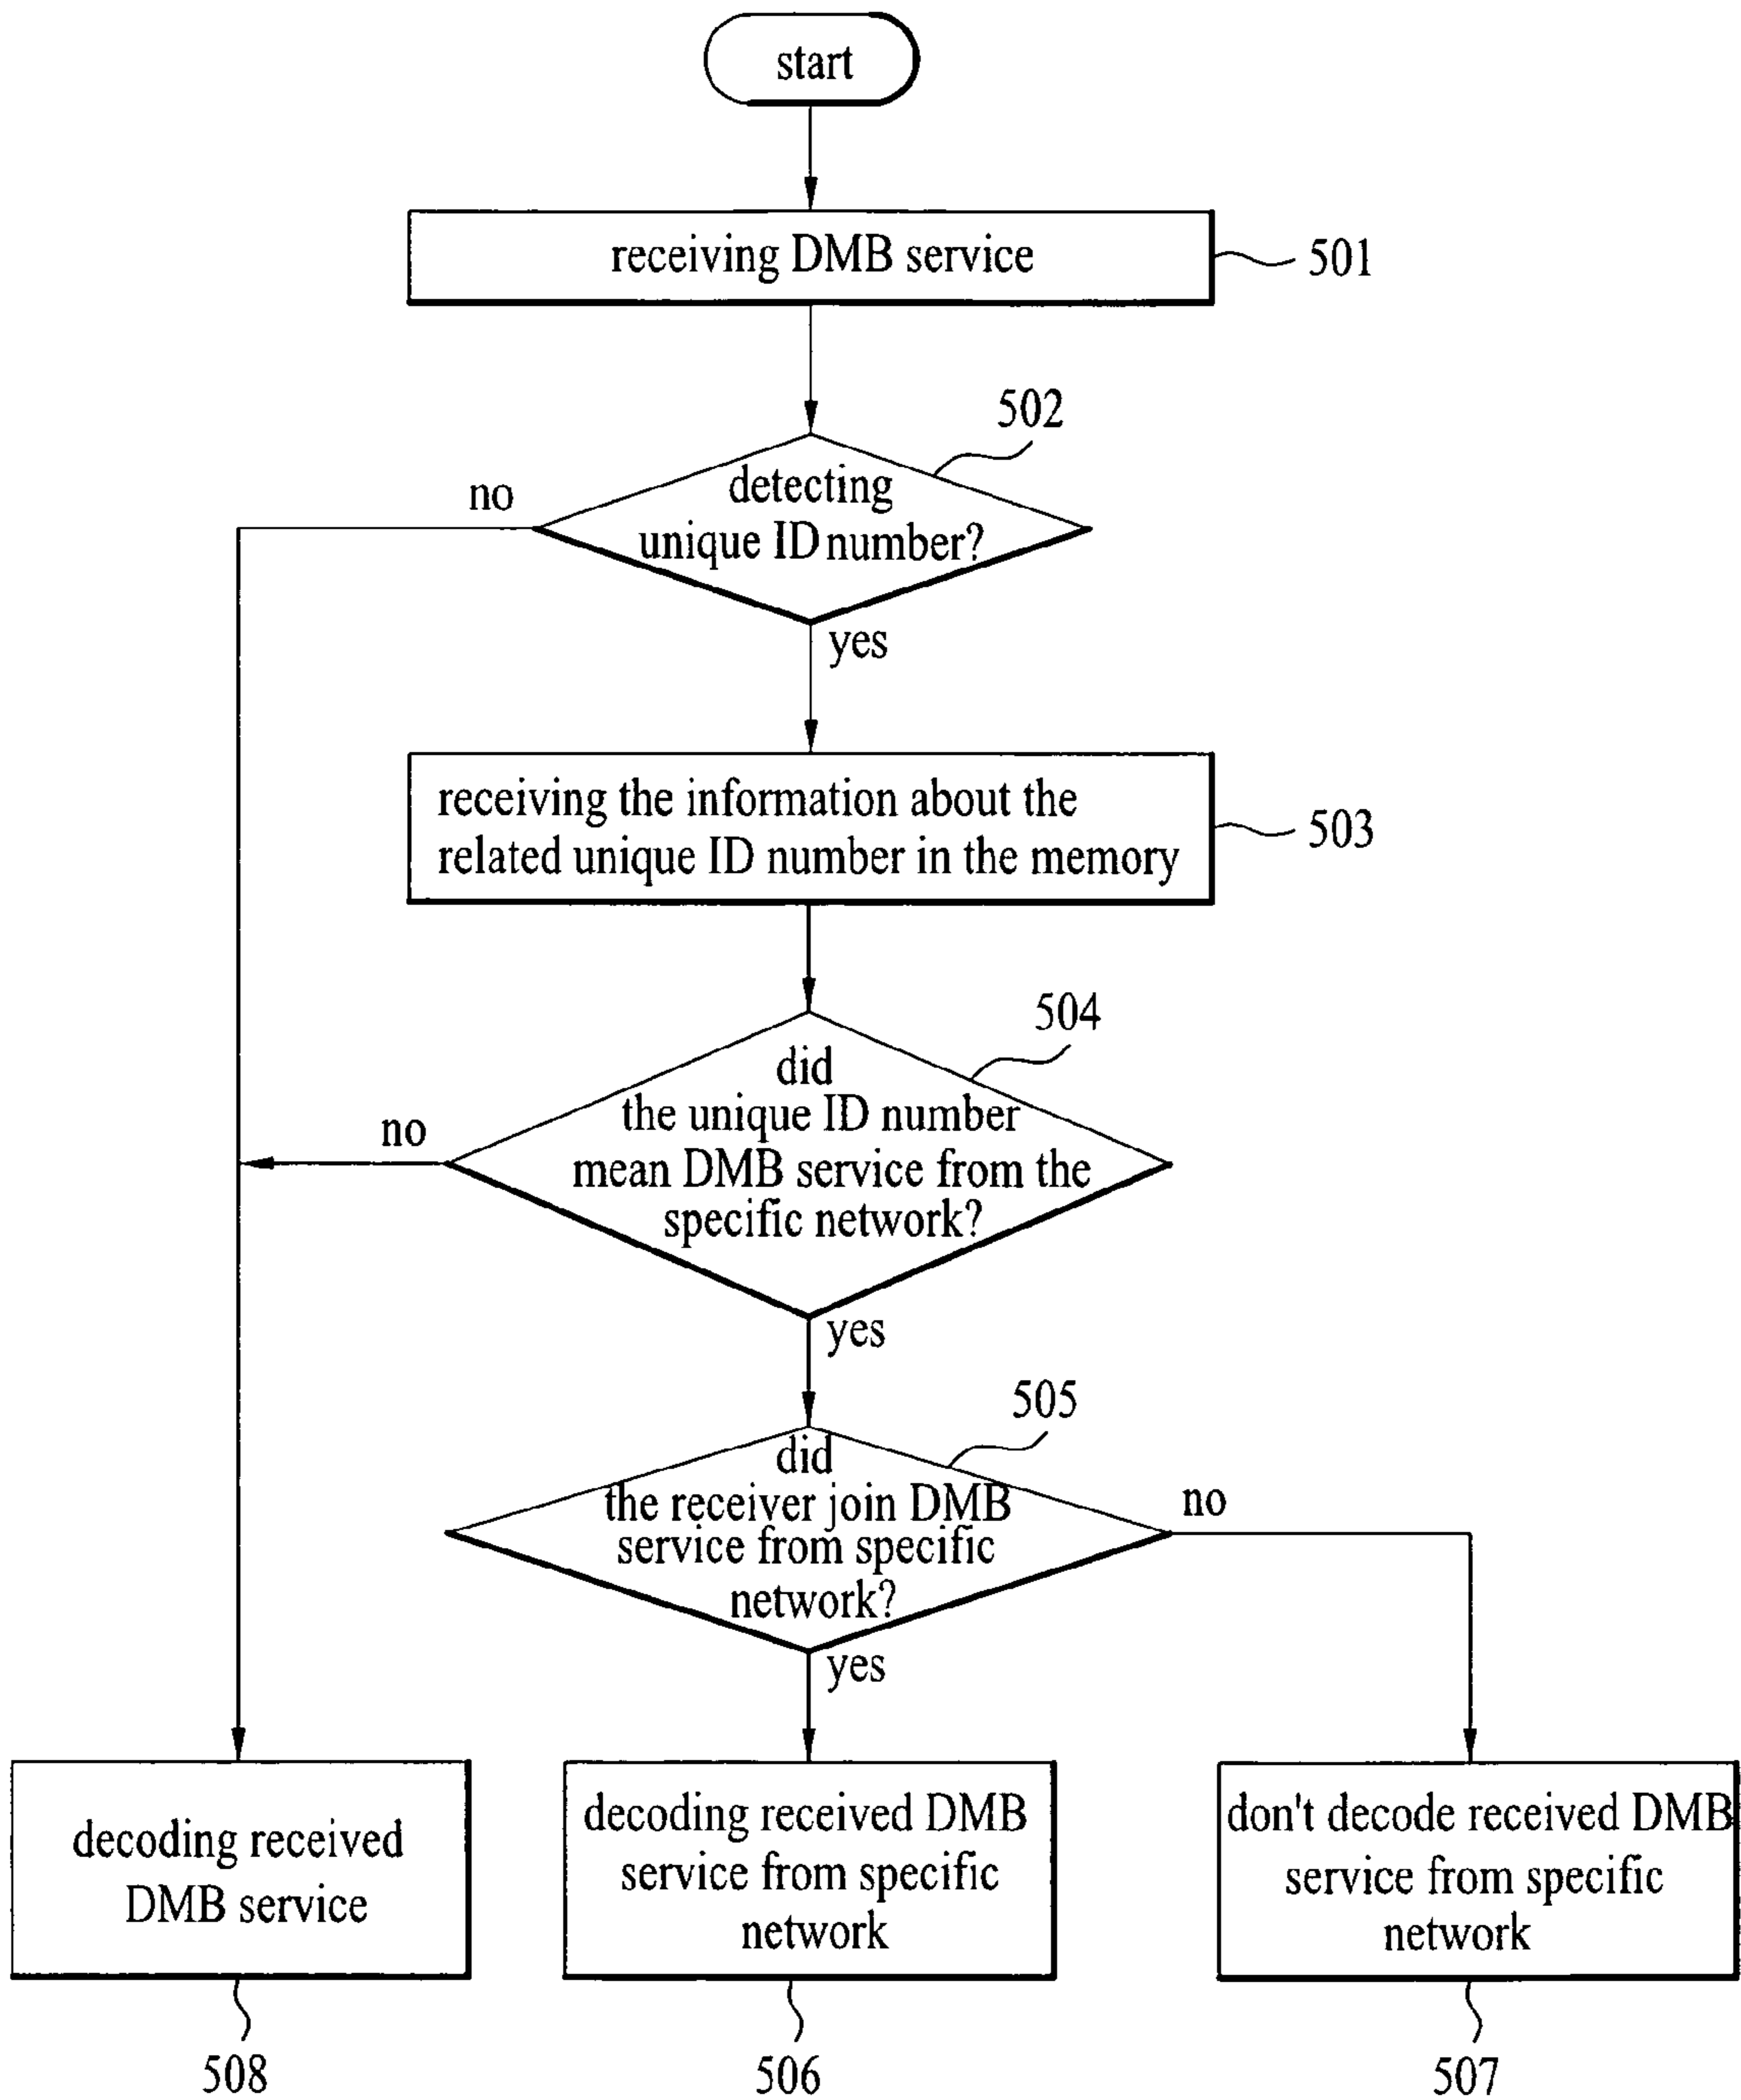 start
receiving DMB service
501
502
no
detecting
unique ID number?
yes
receiving the information about the
related unique ID number in the memory
503
504
no
did
the unique ID number
mean DMB service from the
specific network?
yes
505
did
the receiver join DMB
service from specific
network?
no
yes
decoding received
DMB service
decoding received DMB
service from specific
network
don't decode received DMB
service from specific
network
508
506
507